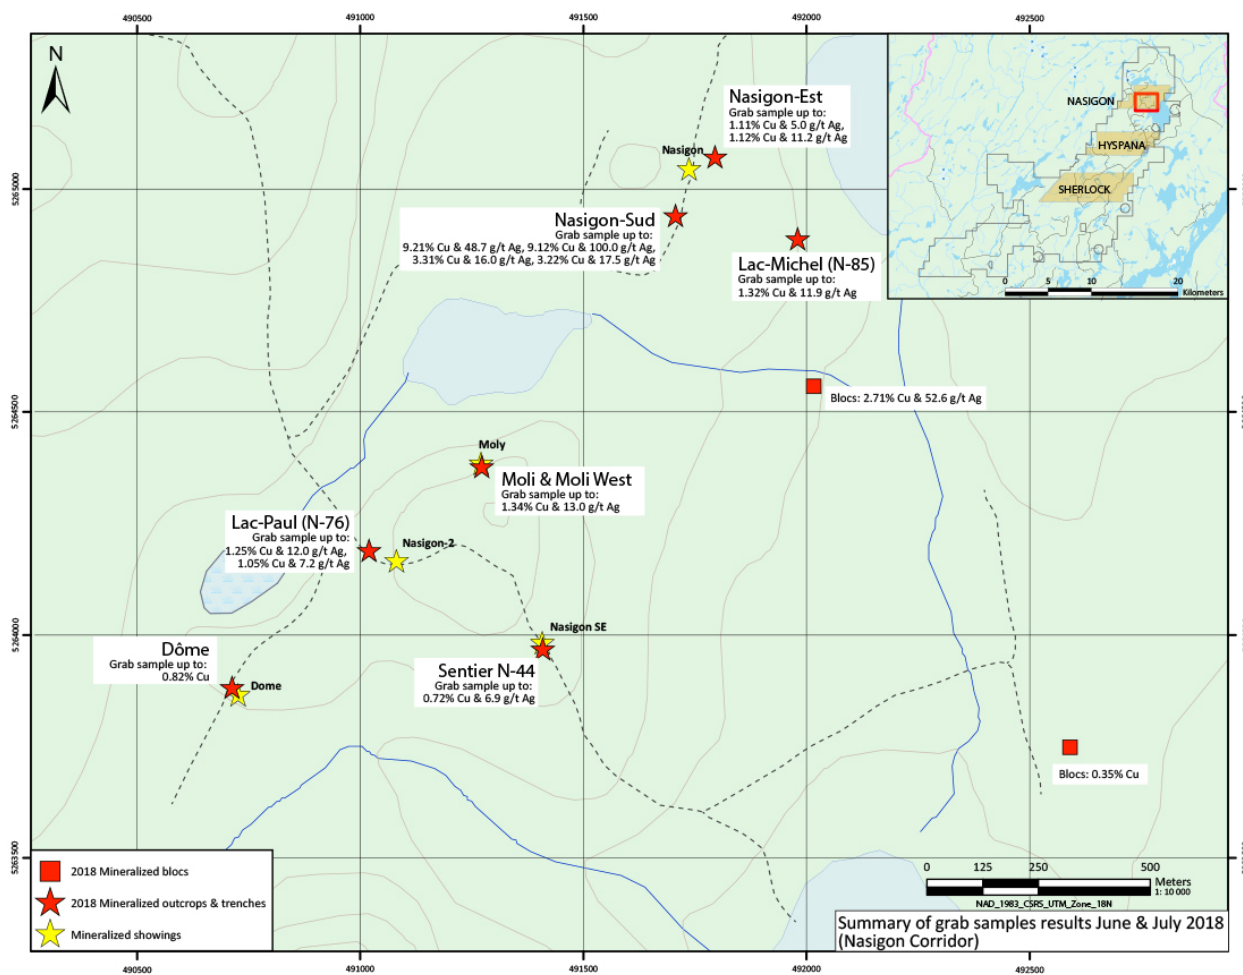 490500
491000
491500
492000
492500
N
NASIGON
HYSPANA
SHERLOCK
0 5 10 20
Kilometers
Nasigon-Est
Grab sample up to:
1.11% Cu & 5.0 g/t Ag,
1.12% Cu & 11.2 g/t Ag
Nasigon
5265000
Nasigon-Sud
Grab sample up to:
9.21% Cu & 48.7 g/t Ag, 9.12% Cu & 100.0 g/t Ag,
3.31% Cu & 16.0 g/t Ag, 3.22% Cu & 17.5 g/t Ag
Lac-Michel (N-85)
Grab sample up to:
1.32% Cu & 11.9 g/t Ag
Blocs: 2.71% Cu & 52.6 g/t Ag
5264500
Moly
Moli & Moli West
Grab sample up to:
1.34% Cu & 13.0 g/t Ag
Lac-Paul (N-76)
Grab sample up to:
1.25% Cu & 12.0 g/t Ag,
1.05% Cu & 7.2 g/t Ag
Nasigon-2
5264000
Nasigon SE
Dôme
Grab sample up to:
0.82% Cu
Dome
Sentier N-44
Grab sample up to:
0.72% Cu & 6.9 g/t Ag
Blocs: 0.35% Cu
5263500
2018 Mineralized blocs
2018 Mineralized outcrops & trenches
Mineralized showings
0 125 250 500
Meters
1: 10 000
NAD_1983_CSRS_UTM_Zone_18N
Summary of grab samples results June & July 2018
(Nasigon Corridor)
490500
491000
491500
492000
492500